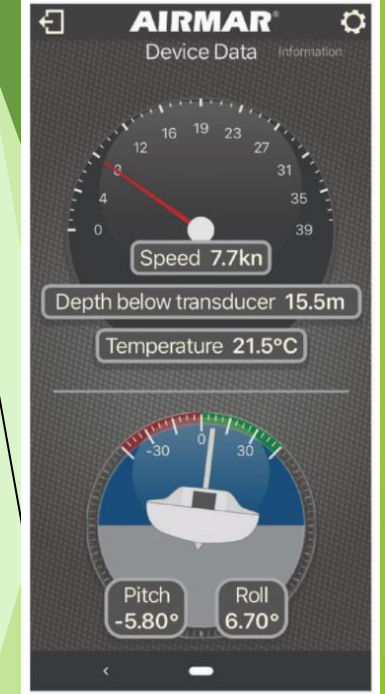 AIRMAR®
Device Data Information
19
16 23
12 27
8 31
4 35
0 39
Speed 7.7kn
Depth below transducer 15.5m
Temperature 21.5°C
0
-30 30
Pitch Roll
-5.80° 6.70°